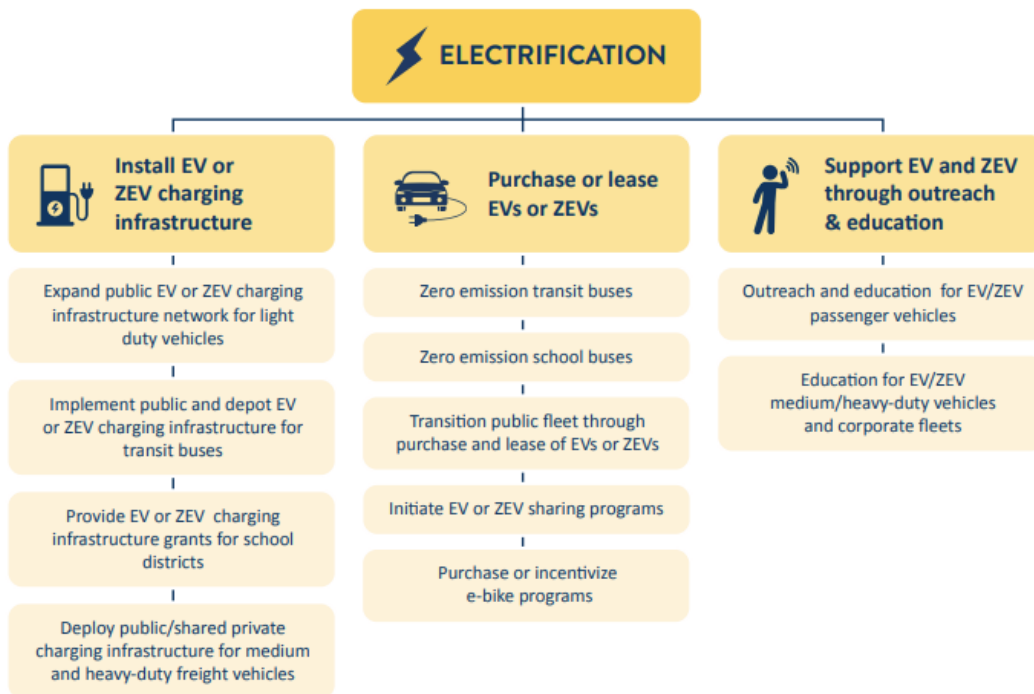 ELECTRIFICATION
Install EV or
ZEV charging
infrastructure
Expand public EV or ZEV charging
infrastructure network for light
duty vehicles
Implement public and depot EV
or ZEV charging infrastructure for
transit buses
Provide EV or ZEV charging
infrastructure grants for school
districts
Deploy public/shared private
charging infrastructure for medium
and heavy-duty freight vehicles
Purchase or lease
EVs or ZEVs
Zero emission transit buses
Zero emission school buses
Transition public fleet through
purchase and lease of EVs or ZEVs
Initiate EV or ZEV sharing programs
Purchase or incentivize
e-bike programs
Support EV and ZEV
through outreach
& education
Outreach and education for EV/ZEV
passenger vehicles
Education for EV/ZEV
medium/heavy-duty vehicles
and corporate fleets